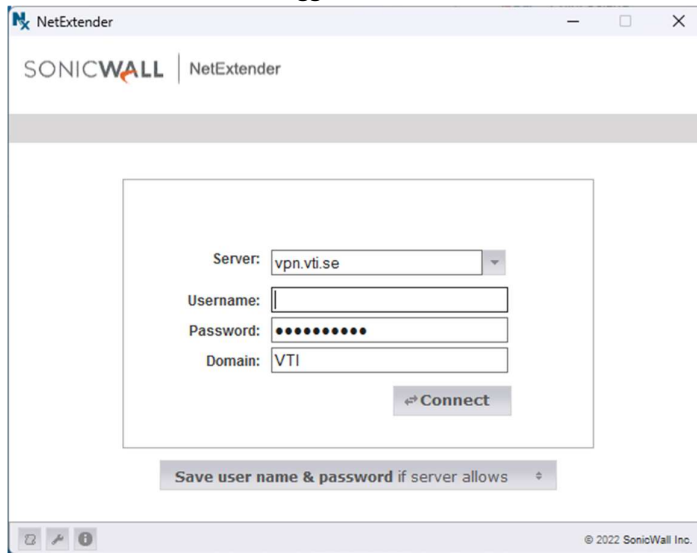 NetExtender
SONICWALL NetExtender
Server: vpn.vti.se
Username:
Password: ••••••••••
Domain: VTI
Connect
Save user name & password if server allows
© 2022 SonicWall Inc.